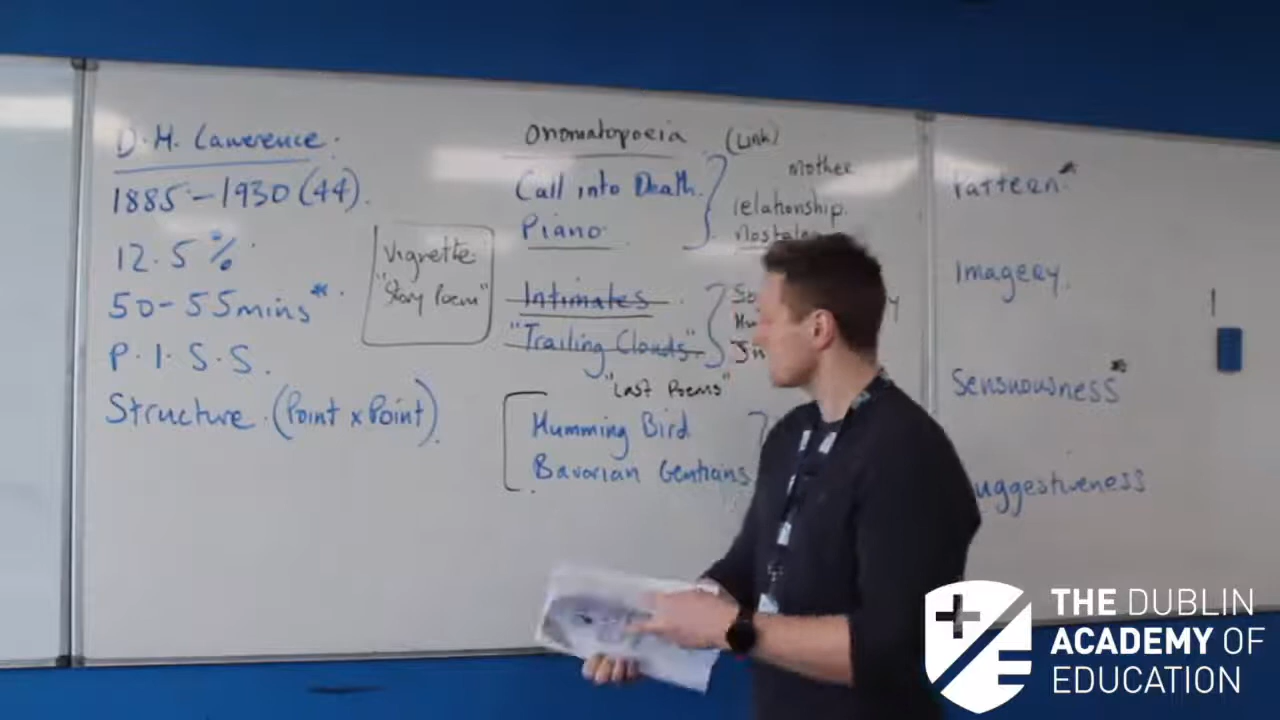 D.H. Lawerence.
1885-1930 (44).
12.5%
50-55mins*.
P.I.S.S.
Structure. (Point x Point)
Vignette
"Story Poem"
Onomatopoeia
Call into Death.
Piano
Intimates
"Trailing Clouds"
"Last Poems"
Humming Bird
Bavarian Gentians
(Link)
mother
relationship.
Patteen*
Imagery.
Sensuousness*
uggestiveness
THE DUBLIN
ACADEMY OF
EDUCATION